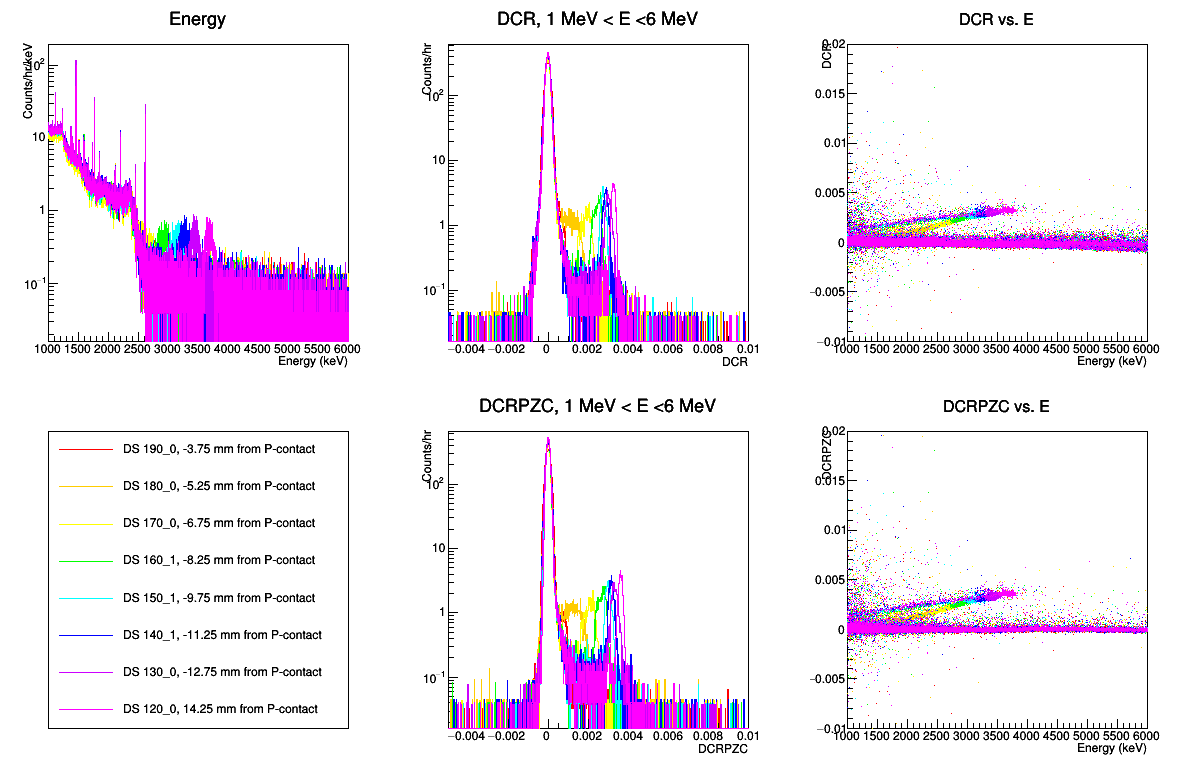 Energy
Counts/hr/keV
10²
10
1
10⁻¹
1000 1500 2000 2500 3000 3500 4000 4500 5000 5500 6000
Energy (keV)
DCR, 1 MeV < E <6 MeV
Counts/hr
10²
10
1
10⁻¹
−0.004 −0.002 0 0.002 0.004 0.006 0.008 0.01
DCR
DCR vs. E
DCR
0.02
0.015
0.01
0.005
0
−0.005
−0.01
1000 1500 2000 2500 3000 3500 4000 4500 5000 5500 6000
Energy (keV)
DS 190_0, -3.75 mm from P-contact
DS 180_0, -5.25 mm from P-contact
DS 170_0, -6.75 mm from P-contact
DS 160_1, -8.25 mm from P-contact
DS 150_1, -9.75 mm from P-contact
DS 140_1, -11.25 mm from P-contact
DS 130_0, -12.75 mm from P-contact
DS 120_0, 14.25 mm from P-contact
DCRPZC, 1 MeV < E <6 MeV
Counts/hr
10²
10
1
10⁻¹
−0.004 −0.002 0 0.002 0.004 0.006 0.008 0.01
DCRPZC
DCRPZC vs. E
DCRPZC
0.02
0.015
0.01
0.005
0
−0.005
−0.01
1000 1500 2000 2500 3000 3500 4000 4500 5000 5500 6000
Energy (keV)